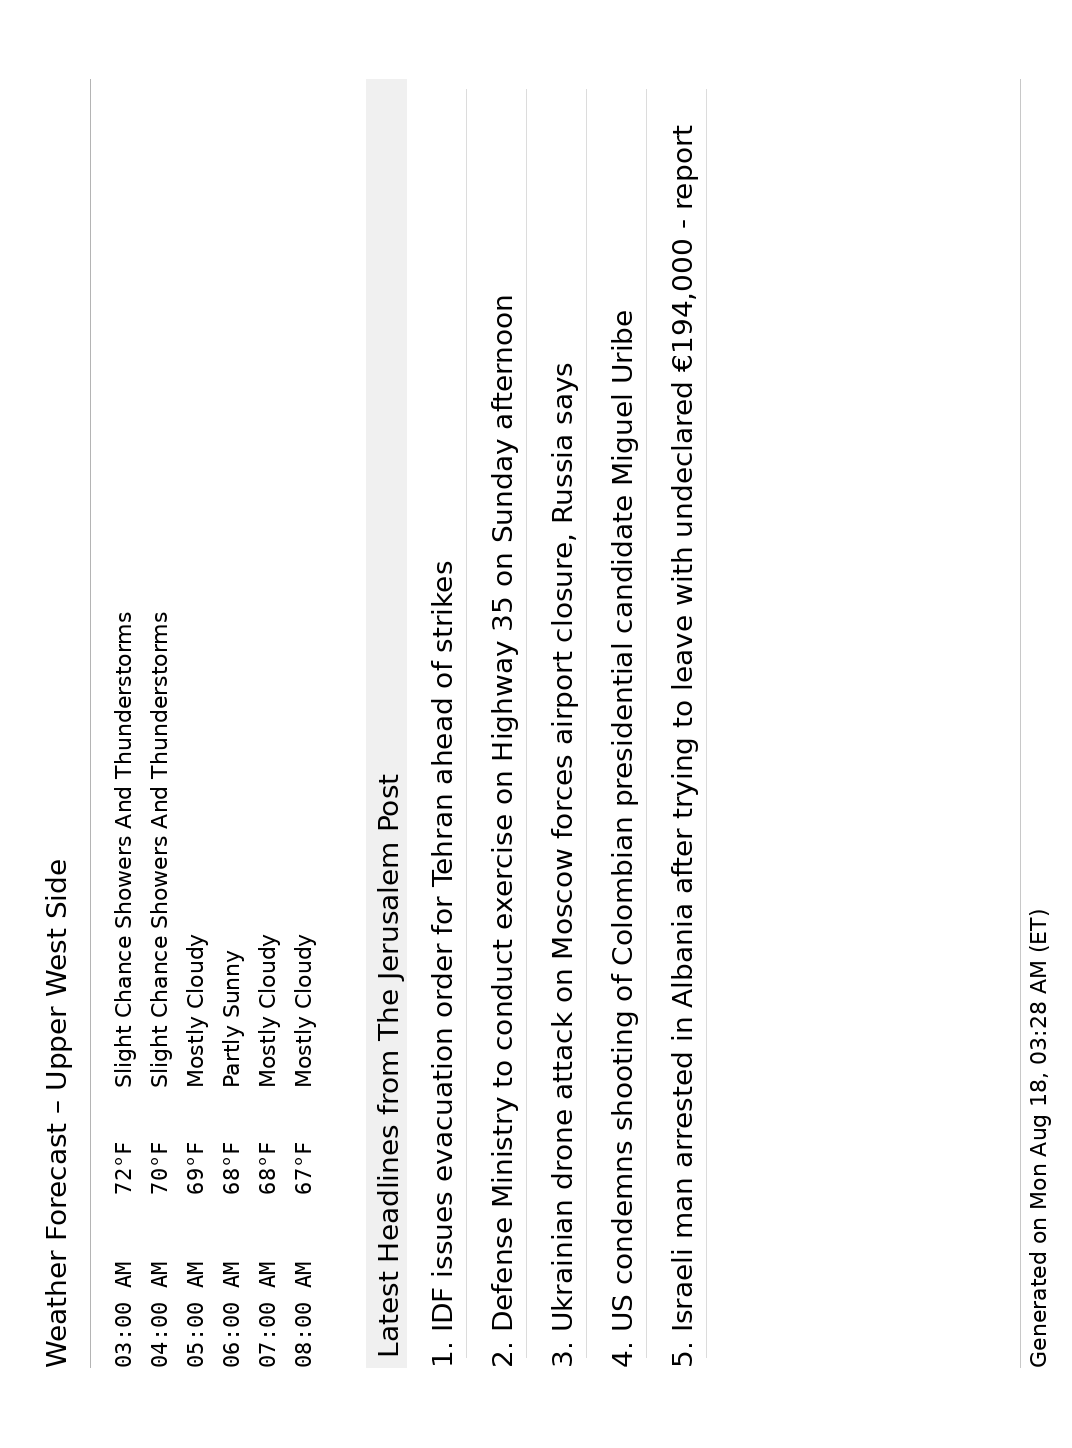 Weather Forecast – Upper West Side
03:00 AM 72°F Slight Chance Showers And Thunderstorms
04:00 AM 70°F Slight Chance Showers And Thunderstorms
05:00 AM 69°F Mostly Cloudy
06:00 AM 68°F Partly Sunny
07:00 AM 68°F Mostly Cloudy
08:00 AM 67°F Mostly Cloudy
Latest Headlines from The Jerusalem Post
1. IDF issues evacuation order for Tehran ahead of strikes
2. Defense Ministry to conduct exercise on Highway 35 on Sunday afternoon
3. Ukrainian drone attack on Moscow forces airport closure, Russia says
4. US condemns shooting of Colombian presidential candidate Miguel Uribe
5. Israeli man arrested in Albania after trying to leave with undeclared €194,000 - report
Generated on Mon Aug 18, 03:28 AM (ET)